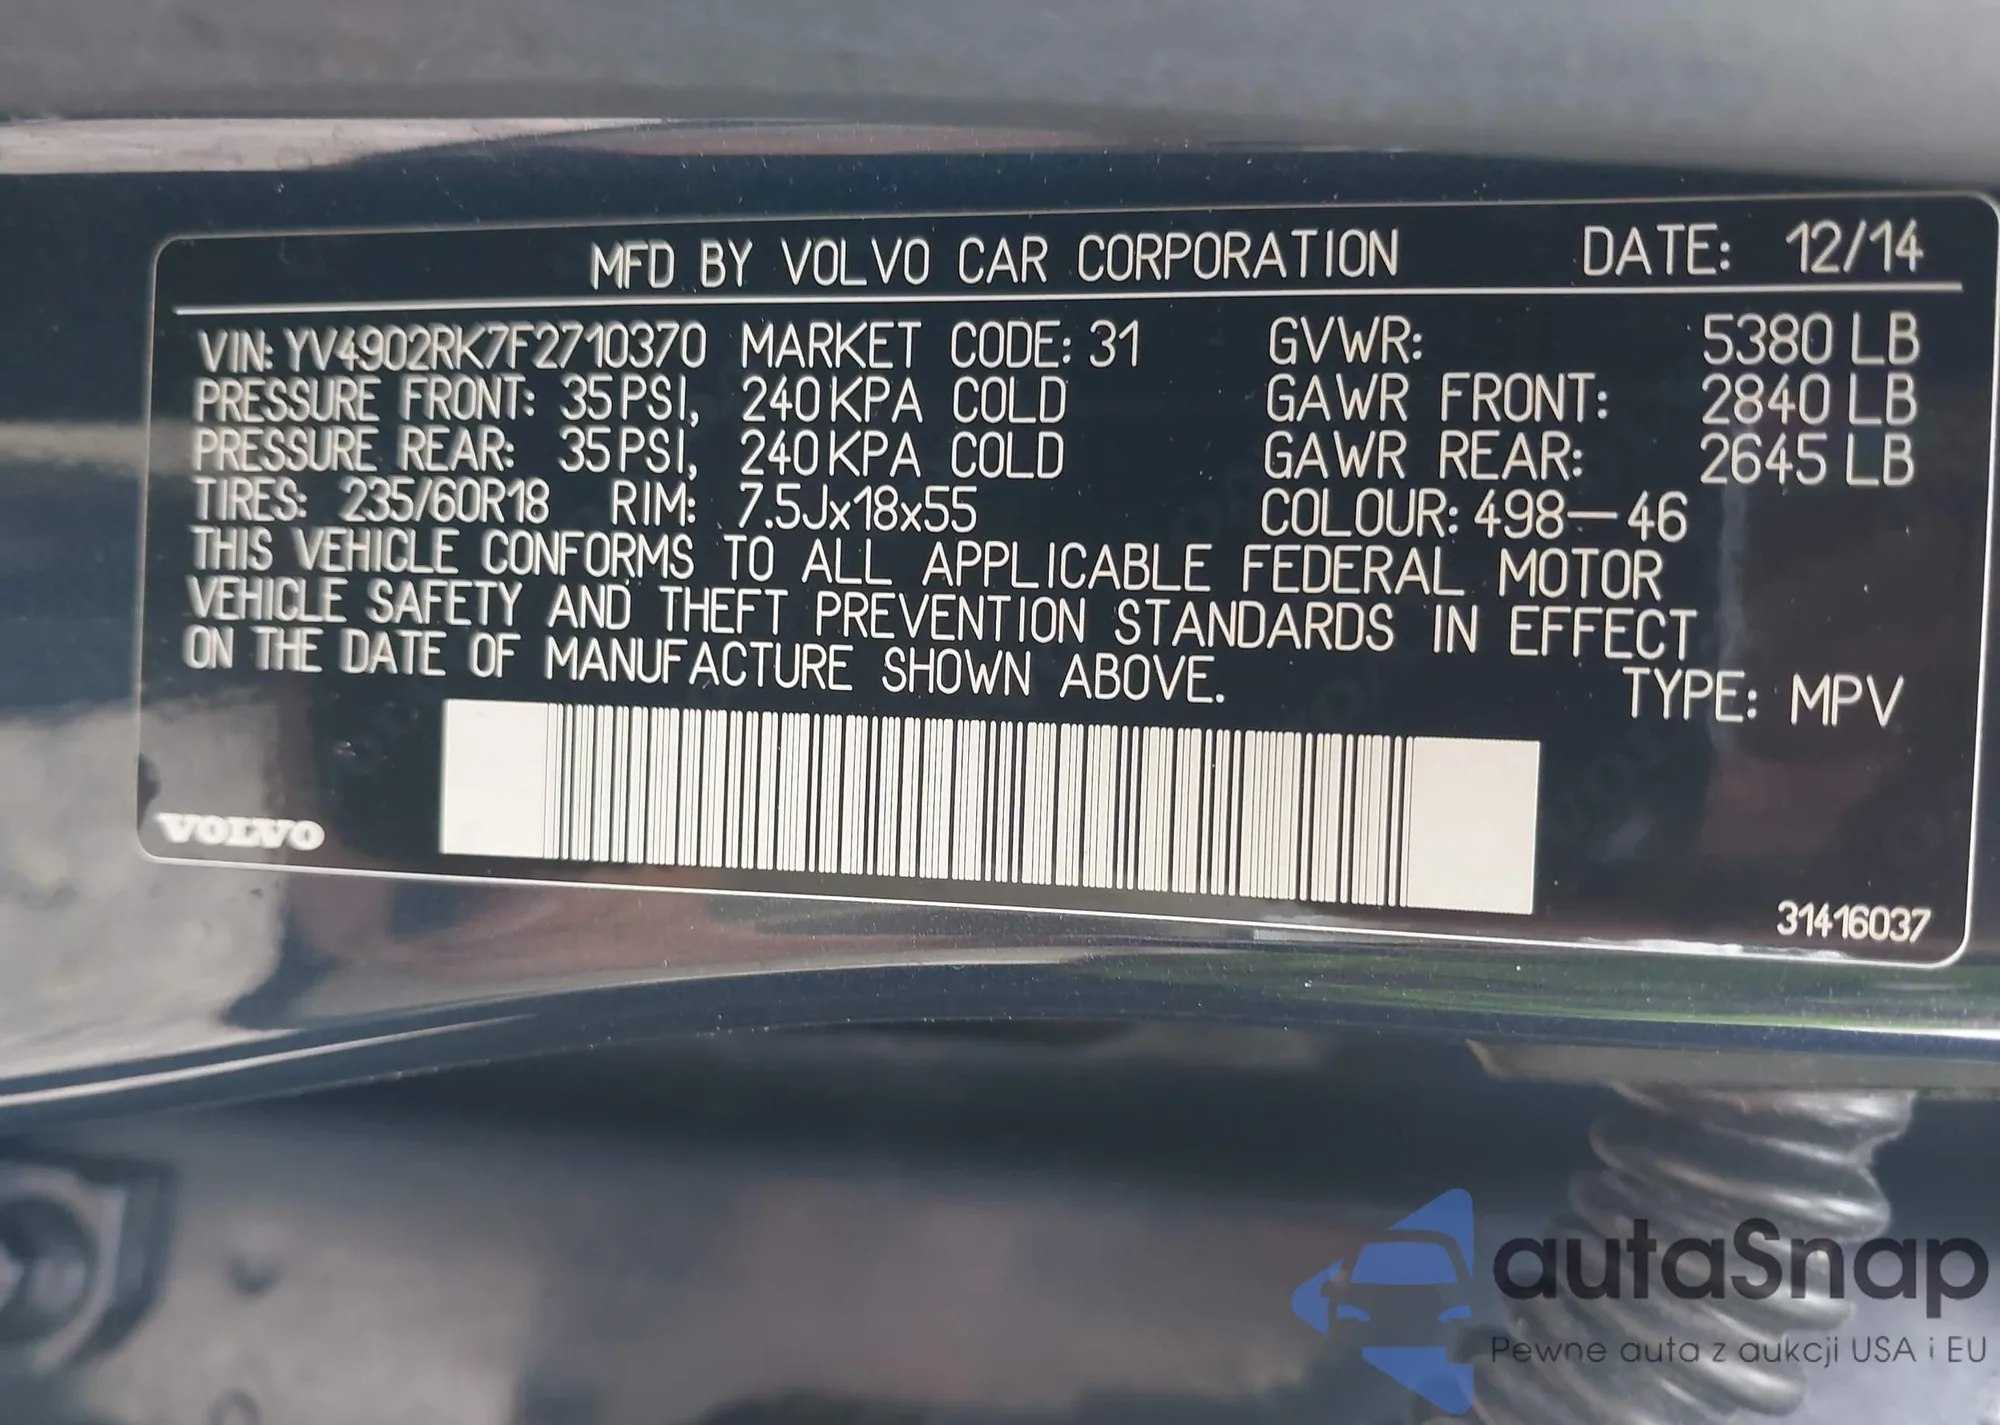 MFD BY VOLVO CAR CORPORATION DATE: 12/14
VIN: YV4902RK7F2710370 MARKET CODE: 31 GVWR: 5380 LB
PRESSURE FRONT: 35 PSI, 240 KPA COLD GAWR FRONT: 2840 LB
PRESSURE REAR: 35 PSI, 240 KPA COLD GAWR REAR: 2645 LB
TIRES: 235/60R18 RIM: 7.5Jx18x55 COLOUR: 498-46
THIS VEHICLE CONFORMS TO ALL APPLICABLE FEDERAL MOTOR
VEHICLE SAFETY AND THEFT PREVENTION STANDARDS IN EFFECT
ON THE DATE OF MANUFACTURE SHOWN ABOVE.
TYPE: MPV
VOLVO
31416037
autaSnap
Pewne auta z aukcji USA i EU